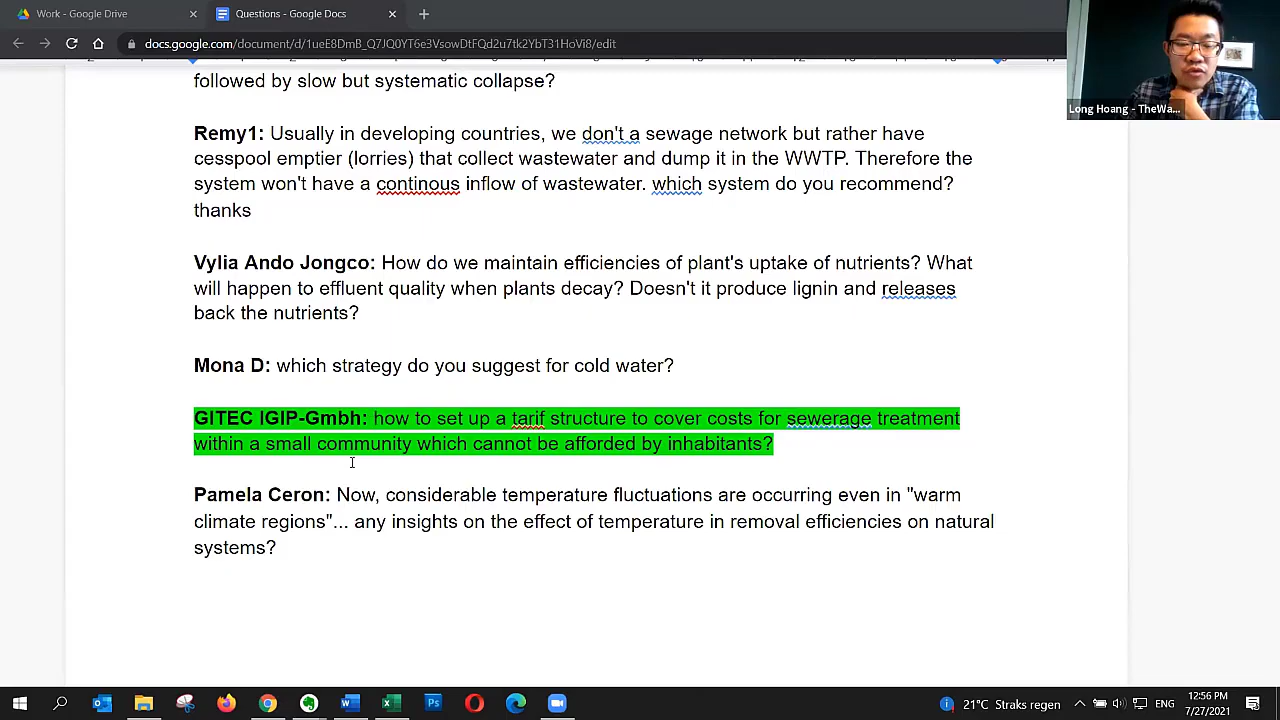 Work - Google Drive
Questions - Google Docs
docs.google.com/document/d/1ueE8DmB_Q7JQ0YT6e3VsowDtFQd2u7tk2YbT31HoVi8/edit
Long Hoang - TheWa...
followed by slow but systematic collapse?
Remy1: Usually in developing countries, we don't a sewage network but rather have
cesspool emptier (lorries) that collect wastewater and dump it in the WWTP. Therefore the
system won't have a continous inflow of wastewater. which system do you recommend?
thanks
Vylia Ando Jongco: How do we maintain efficiencies of plant's uptake of nutrients? What
will happen to effluent quality when plants decay? Doesn't it produce lignin and releases
back the nutrients?
Mona D: which strategy do you suggest for cold water?
GITEC IGIP-Gmbh: how to set up a tarif structure to cover costs for sewerage treatment
within a small community which cannot be afforded by inhabitants?
Pamela Ceron: Now, considerable temperature fluctuations are occurring even in "warm
climate regions"... any insights on the effect of temperature in removal efficiencies on natural
systems?
21°C Straks regen
ENG
12:56 PM
7/27/2021